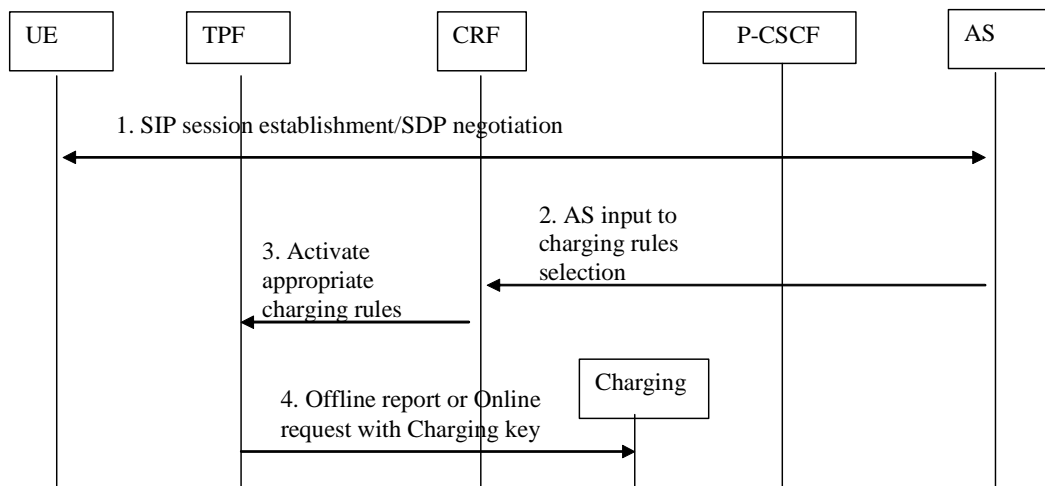 UE
TPF
CRF
P-CSCF
AS
1. SIP session establishment/SDP negotiation
2. AS input to
charging rules
selection
3. Activate
appropriate
charging rules
Charging
4. Offline report or Online
request with Charging key